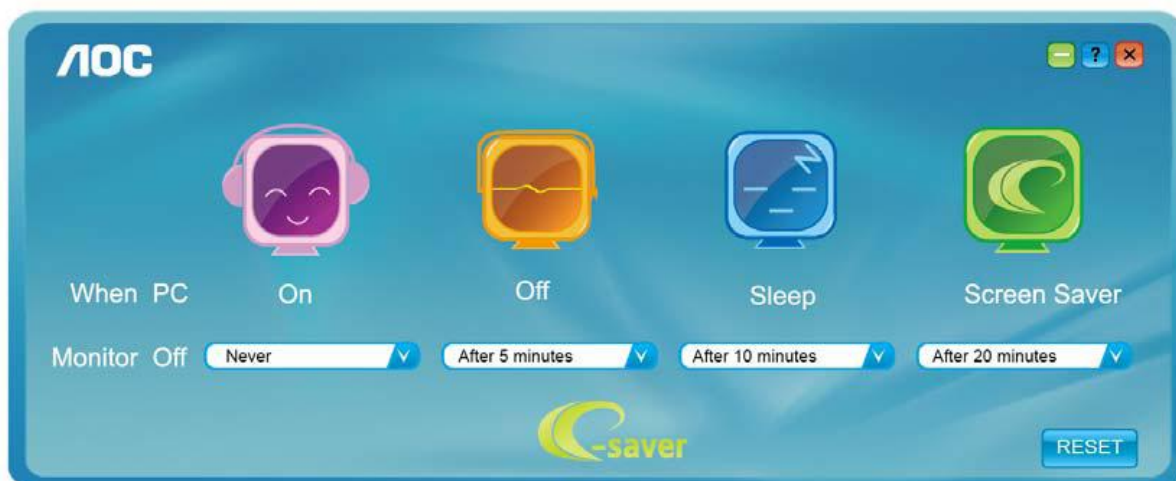 AOC
?
When PC On Off Sleep Screen Saver
Monitor Off Never After 5 minutes After 10 minutes After 20 minutes
e-saver
RESET